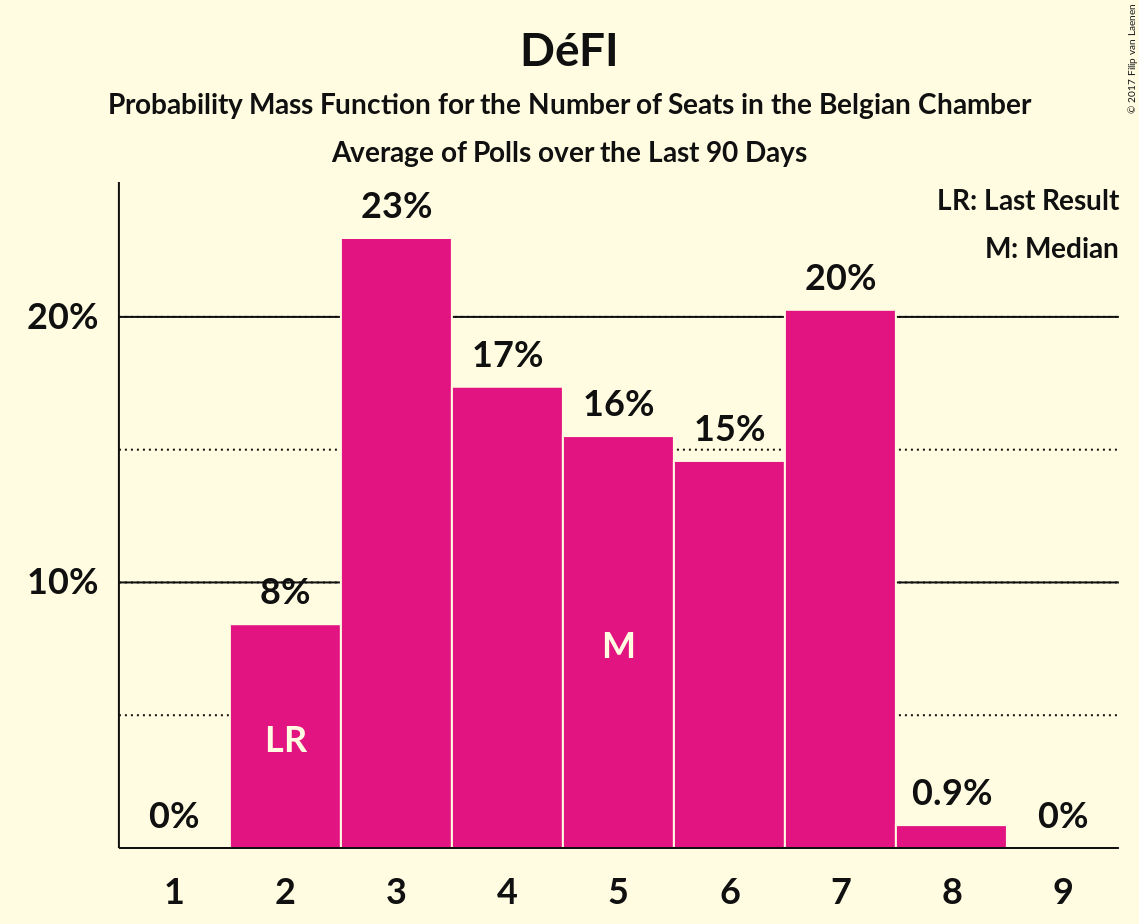 DéFI
Probability Mass Function for the Number of Seats in the Belgian Chamber
Average of Polls over the Last 90 Days
© 2017 Filip van Laenen
LR: Last Result
M: Median
20%
10%
0%
8%
23%
17%
16%
15%
20%
0.9%
0%
LR
M
1 2 3 4 5 6 7 8 9